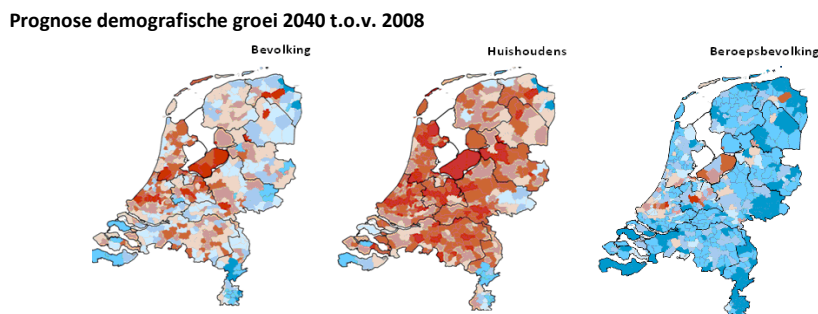 Prognose demografische groei 2040 t.o.v. 2008
Bevolking
Huishoudens
Beroepsbevolking